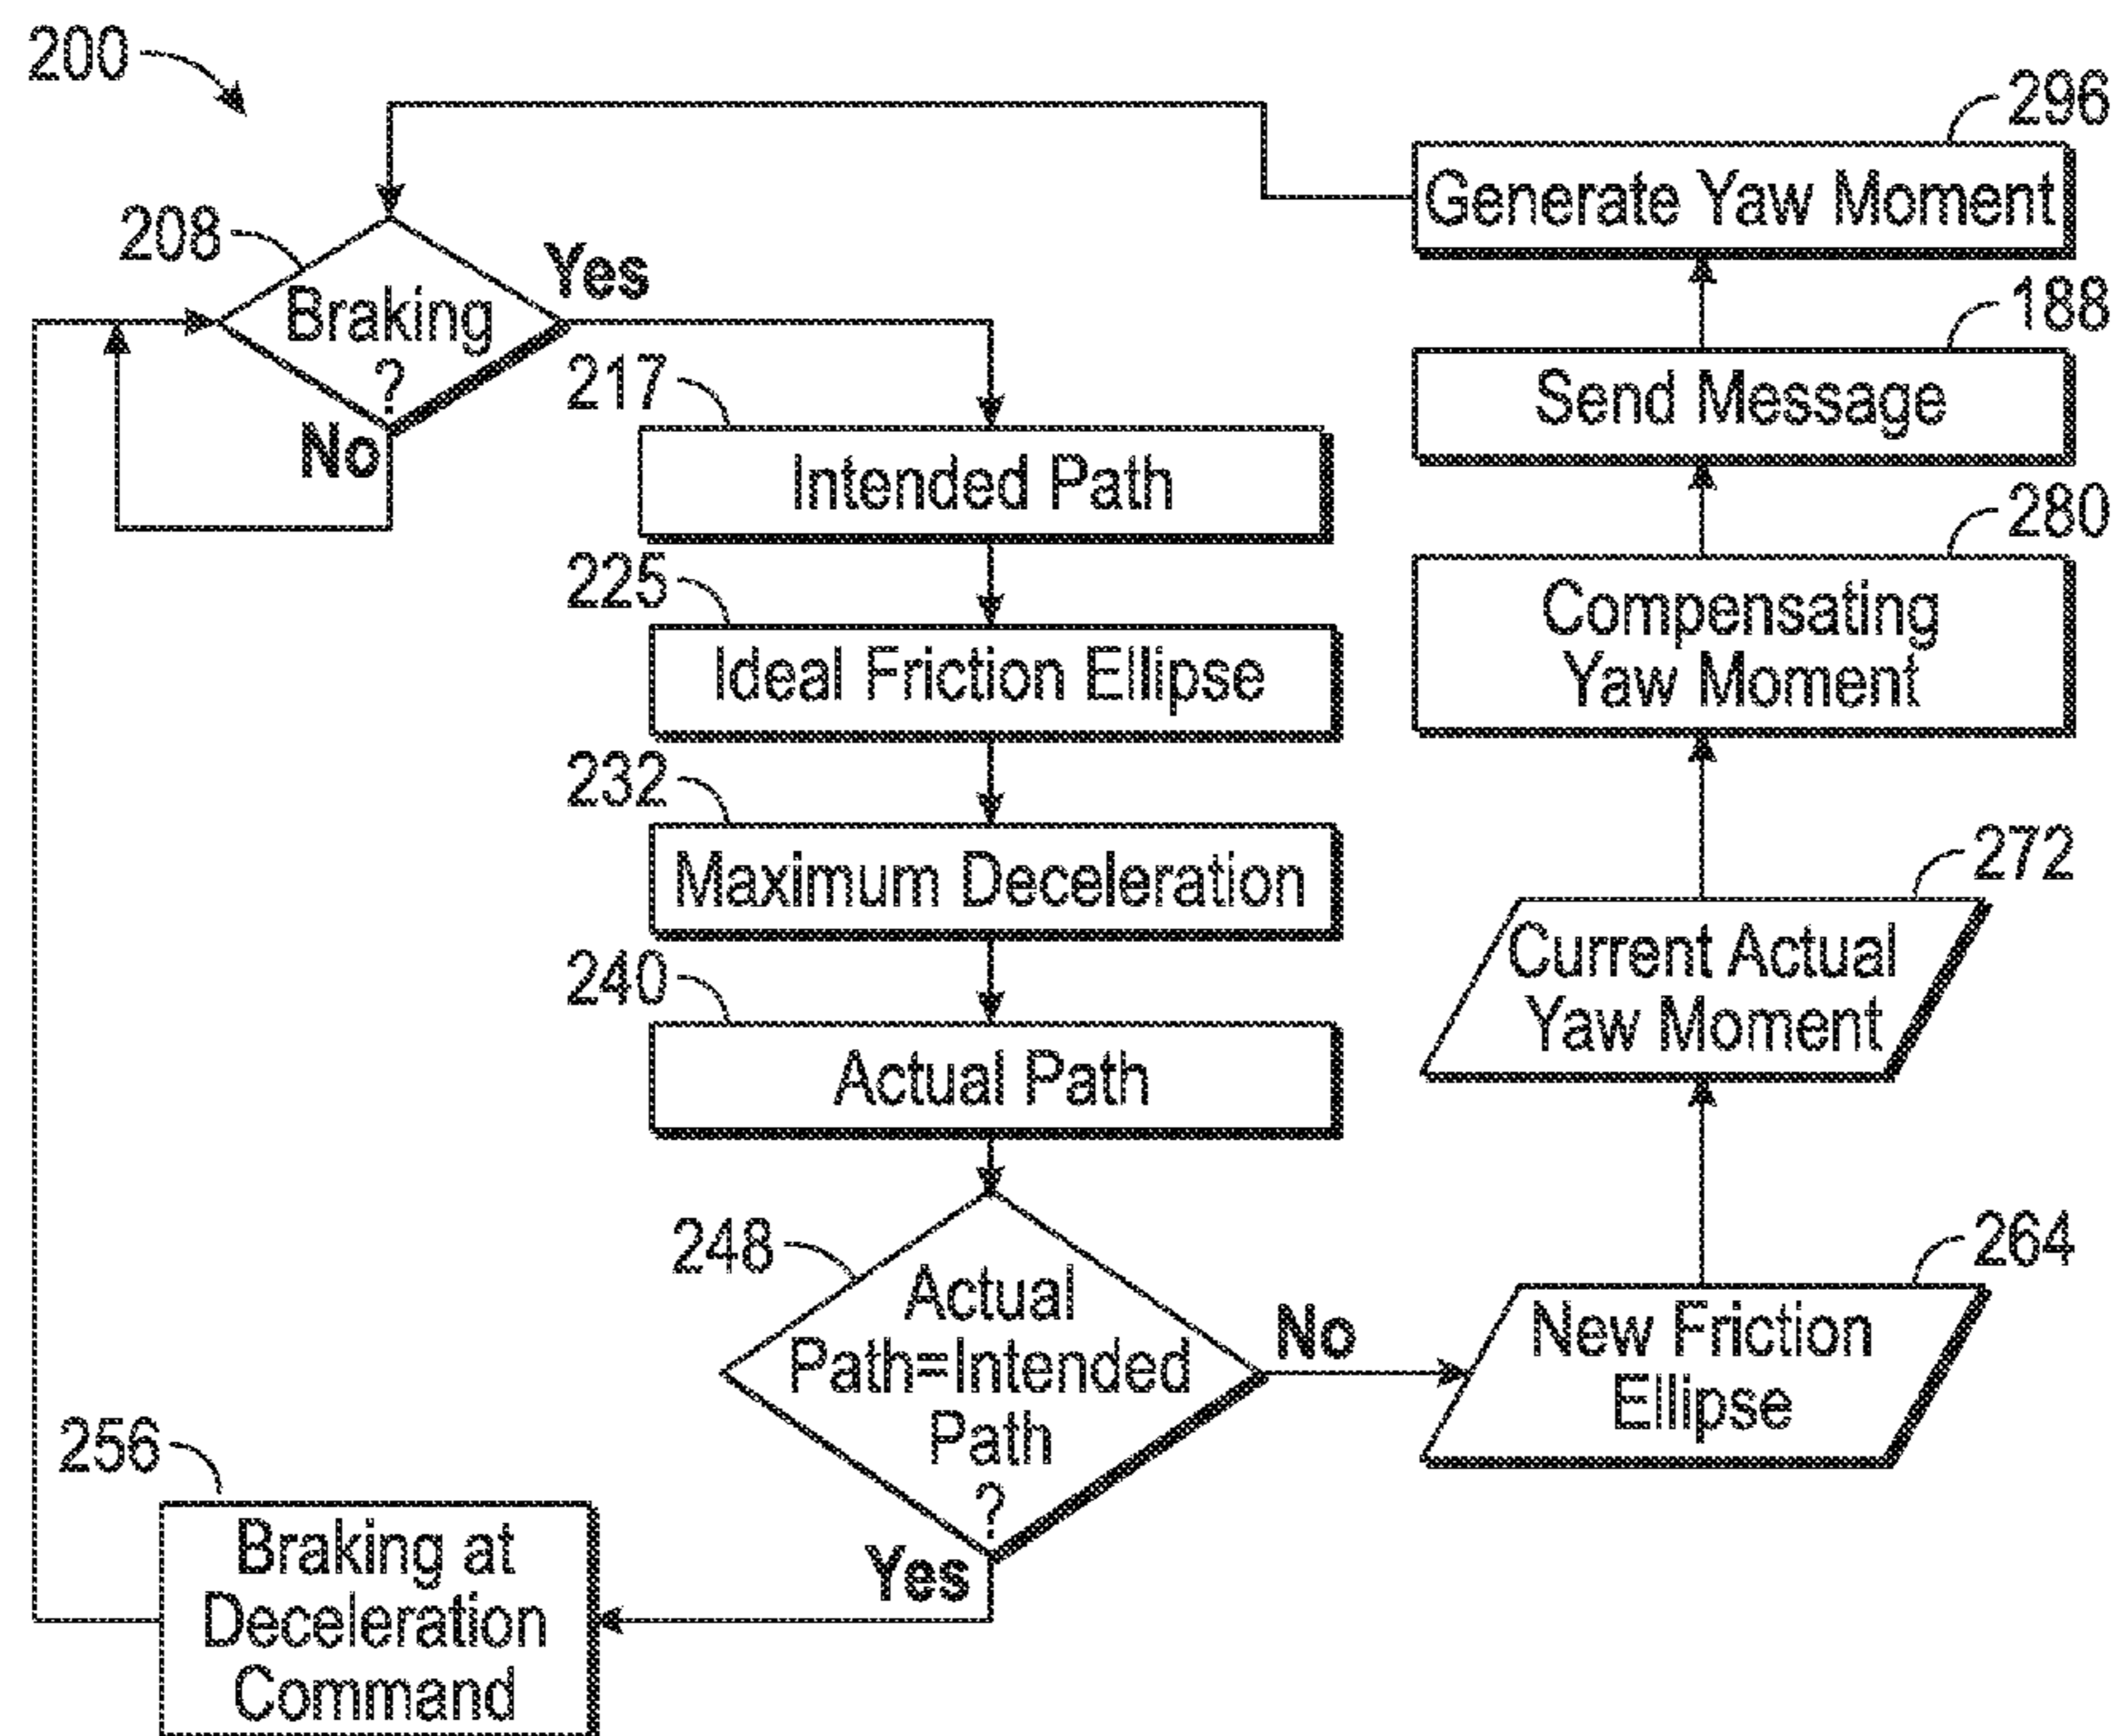 200
208
Braking
?
Yes
No
217
Intended Path
225
Ideal Friction Ellipse
232
Maximum Deceleration
240
Actual Path
248
Actual
Path=Intended
Path
?
Yes
No
256
Braking at
Deceleration
Command
264
New Friction
Ellipse
272
Current Actual
Yaw Moment
280
Compensating
Yaw Moment
188
Send Message
296
Generate Yaw Moment